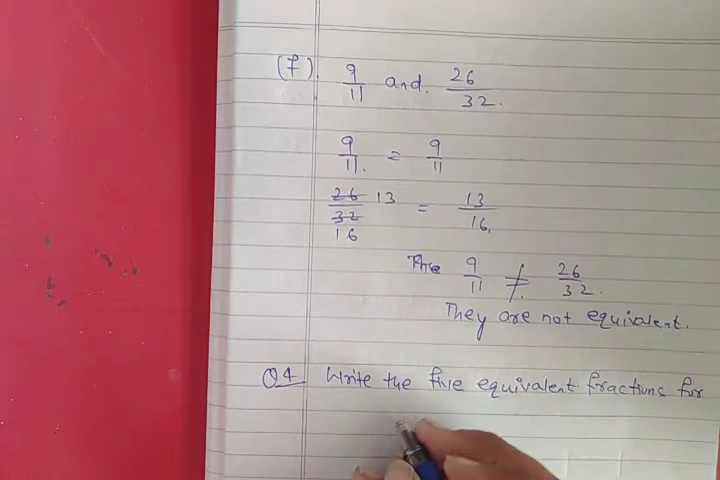 (f). 9/11 and. 26/32.
9/11. = 9/11
26/32 13/16 = 13/16.
The 9/11 ≠ 26/32.
They are not equivalent.
Q4 Write the five equivalent fractions for